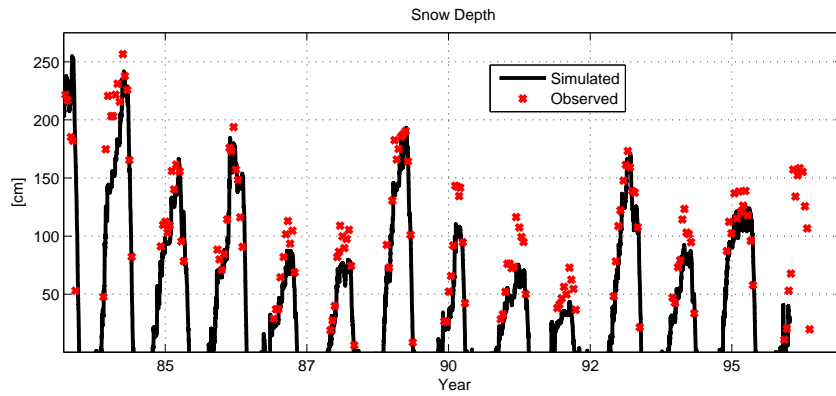 Snow Depth
250
200
150
100
50
[cm]
Simulated
Observed
85 87 90 92 95
Year